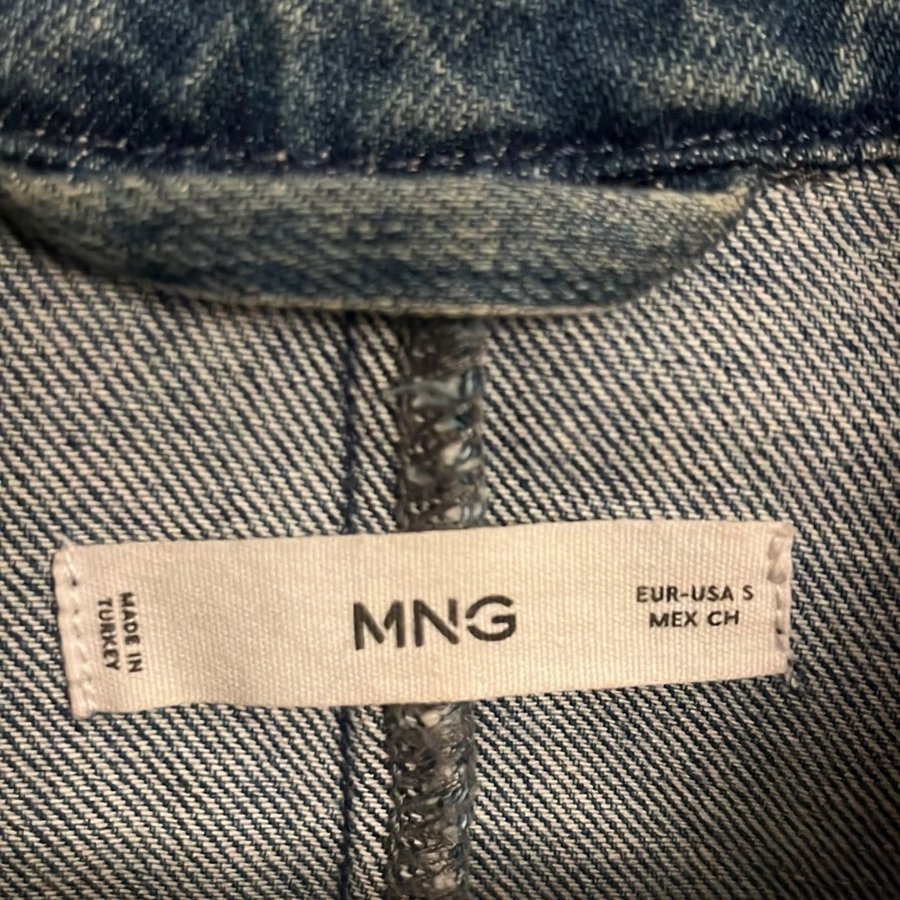 MADE IN
TURKEY
MNG
EUR-USA S
MEX CH